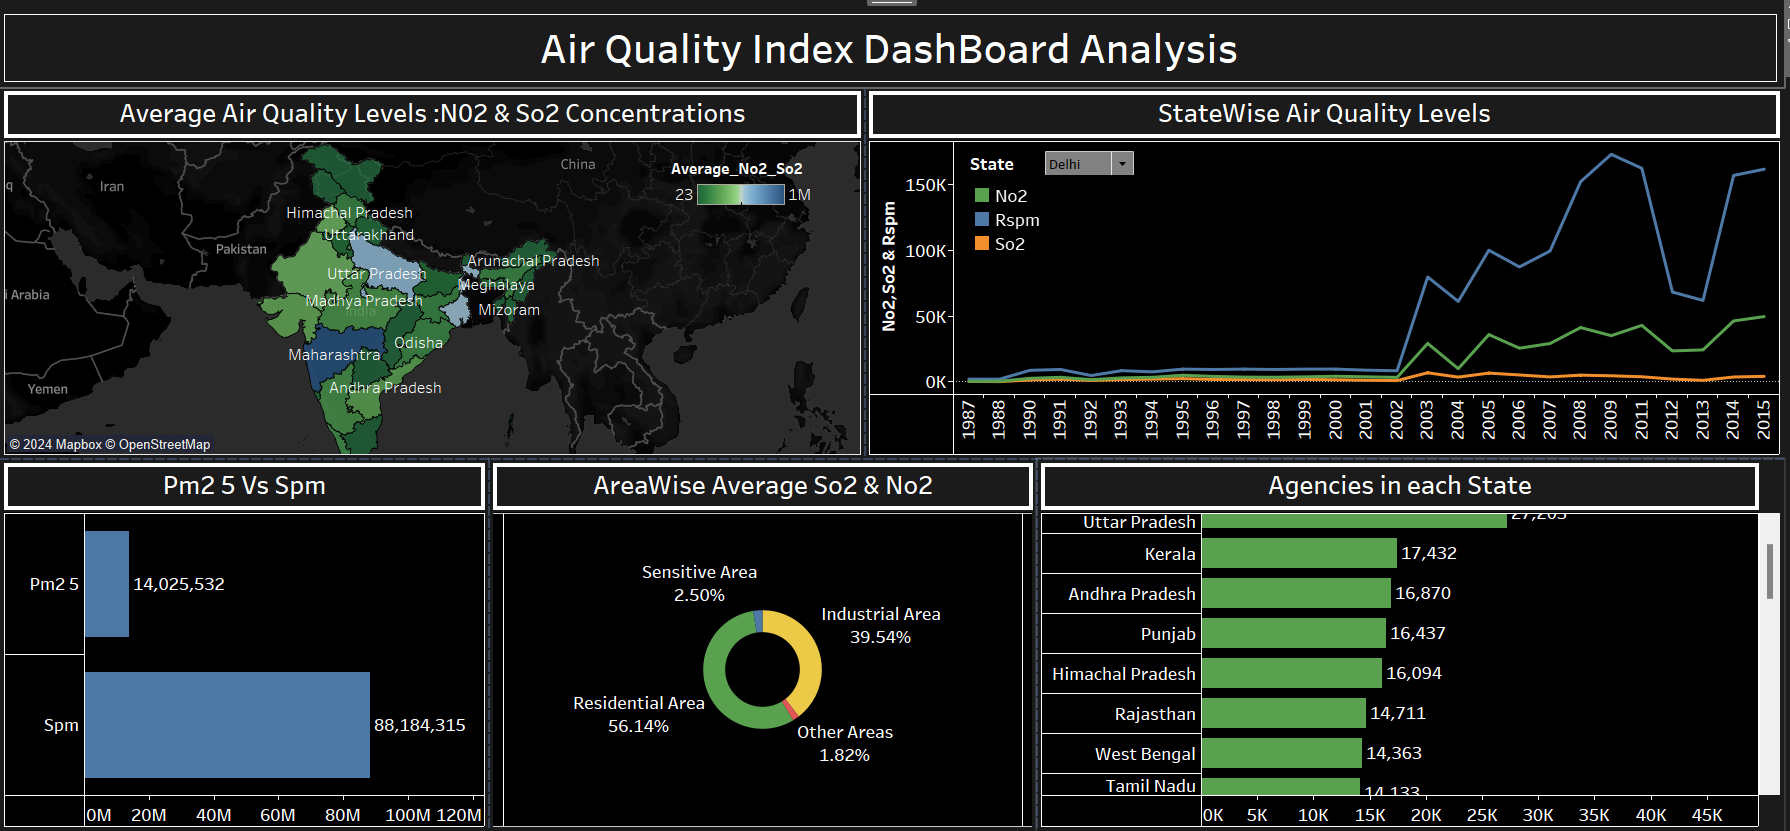 Air Quality Index DashBoard Analysis
Average Air Quality Levels :N02 & So2 Concentrations
China
Iran
Average_No2_So2
23
1M
Himachal Pradesh
Uttarakhand
Pakistan
Arunachal Pradesh
Uttar Pradesh
Meghalaya
i Arabia
Madhya Pradesh
India
Mizoram
Odisha
Maharashtra
Yemen
Andhra Pradesh
© 2024 Mapbox © OpenStreetMap
StateWise Air Quality Levels
State
Delhi
No2
Rspm
So2
No2,So2 & Rspm
150K
100K
50K
0K
1987
1988
1990
1991
1992
1993
1994
1995
1996
1997
1998
1999
2000
2001
2002
2003
2004
2005
2006
2007
2008
2009
2011
2012
2013
2014
2015
Pm2 5 Vs Spm
Pm2 5
14,025,532
Spm
88,184,315
0M 20M 40M 60M 80M 100M 120M
AreaWise Average So2 & No2
Sensitive Area
2.50%
Industrial Area
39.54%
Residential Area
56.14%
Other Areas
1.82%
Agencies in each State
Uttar Pradesh
Kerala 17,432
Andhra Pradesh 16,870
Punjab 16,437
Himachal Pradesh 16,094
Rajasthan 14,711
West Bengal 14,363
Tamil Nadu 14,133
0K 5K 10K 15K 20K 25K 30K 35K 40K 45K